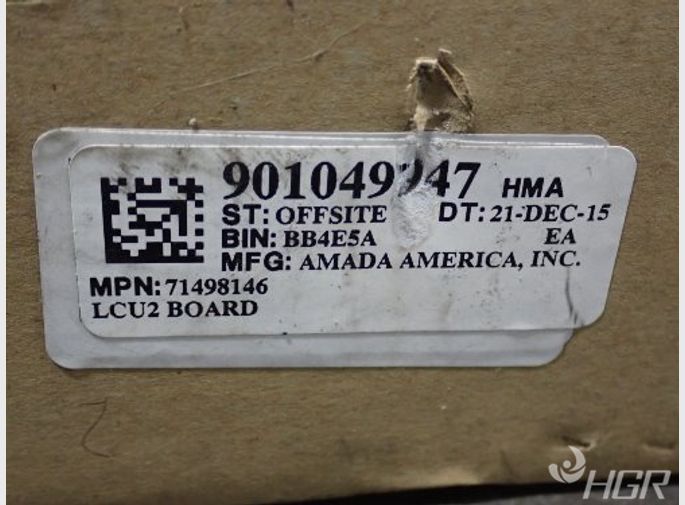 901049947 HMA
ST: OFFSITE DT: 21-DEC-15
BIN: BB4E5A EA
MFG: AMADA AMERICA, INC.
MPN: 71498146
LCU2 BOARD
HGR